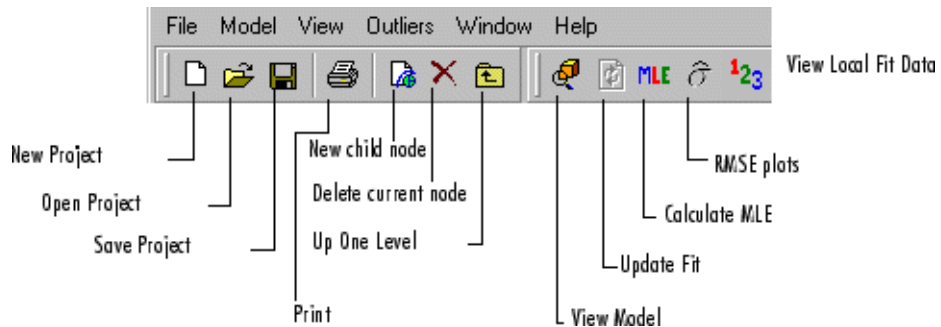 File Model View Outliers Window Help
MLE σ̂ 123
View Local Fit Data
New Project
New child node
RMSE plots
Open Project
Delete current node
Calculate MLE
Save Project
Up One Level
Update Fit
Print
View Model